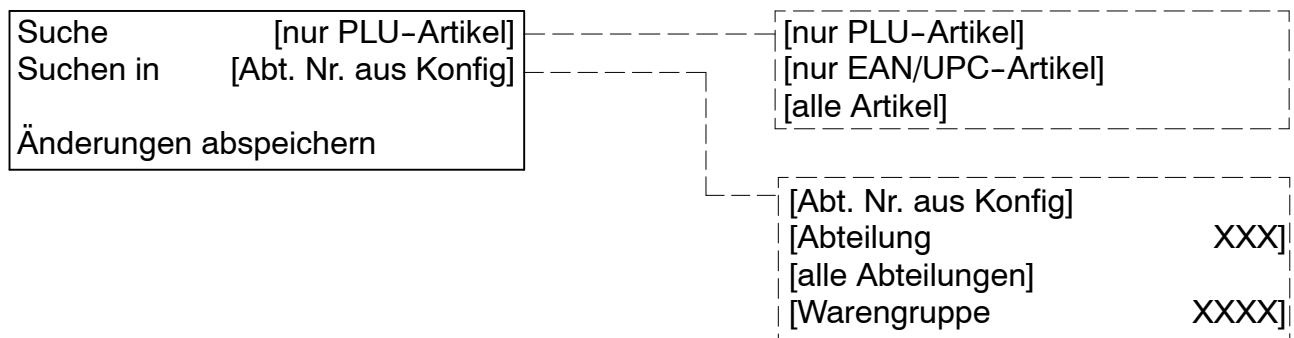 Suche [nur PLU-Artikel]
Suchen in [Abt. Nr. aus Konfig]
Änderungen abspeichern
[nur PLU-Artikel]
[nur EAN/UPC-Artikel]
[alle Artikel]
[Abt. Nr. aus Konfig]
[Abteilung XXX]
[alle Abteilungen]
[Warengruppe XXXX]